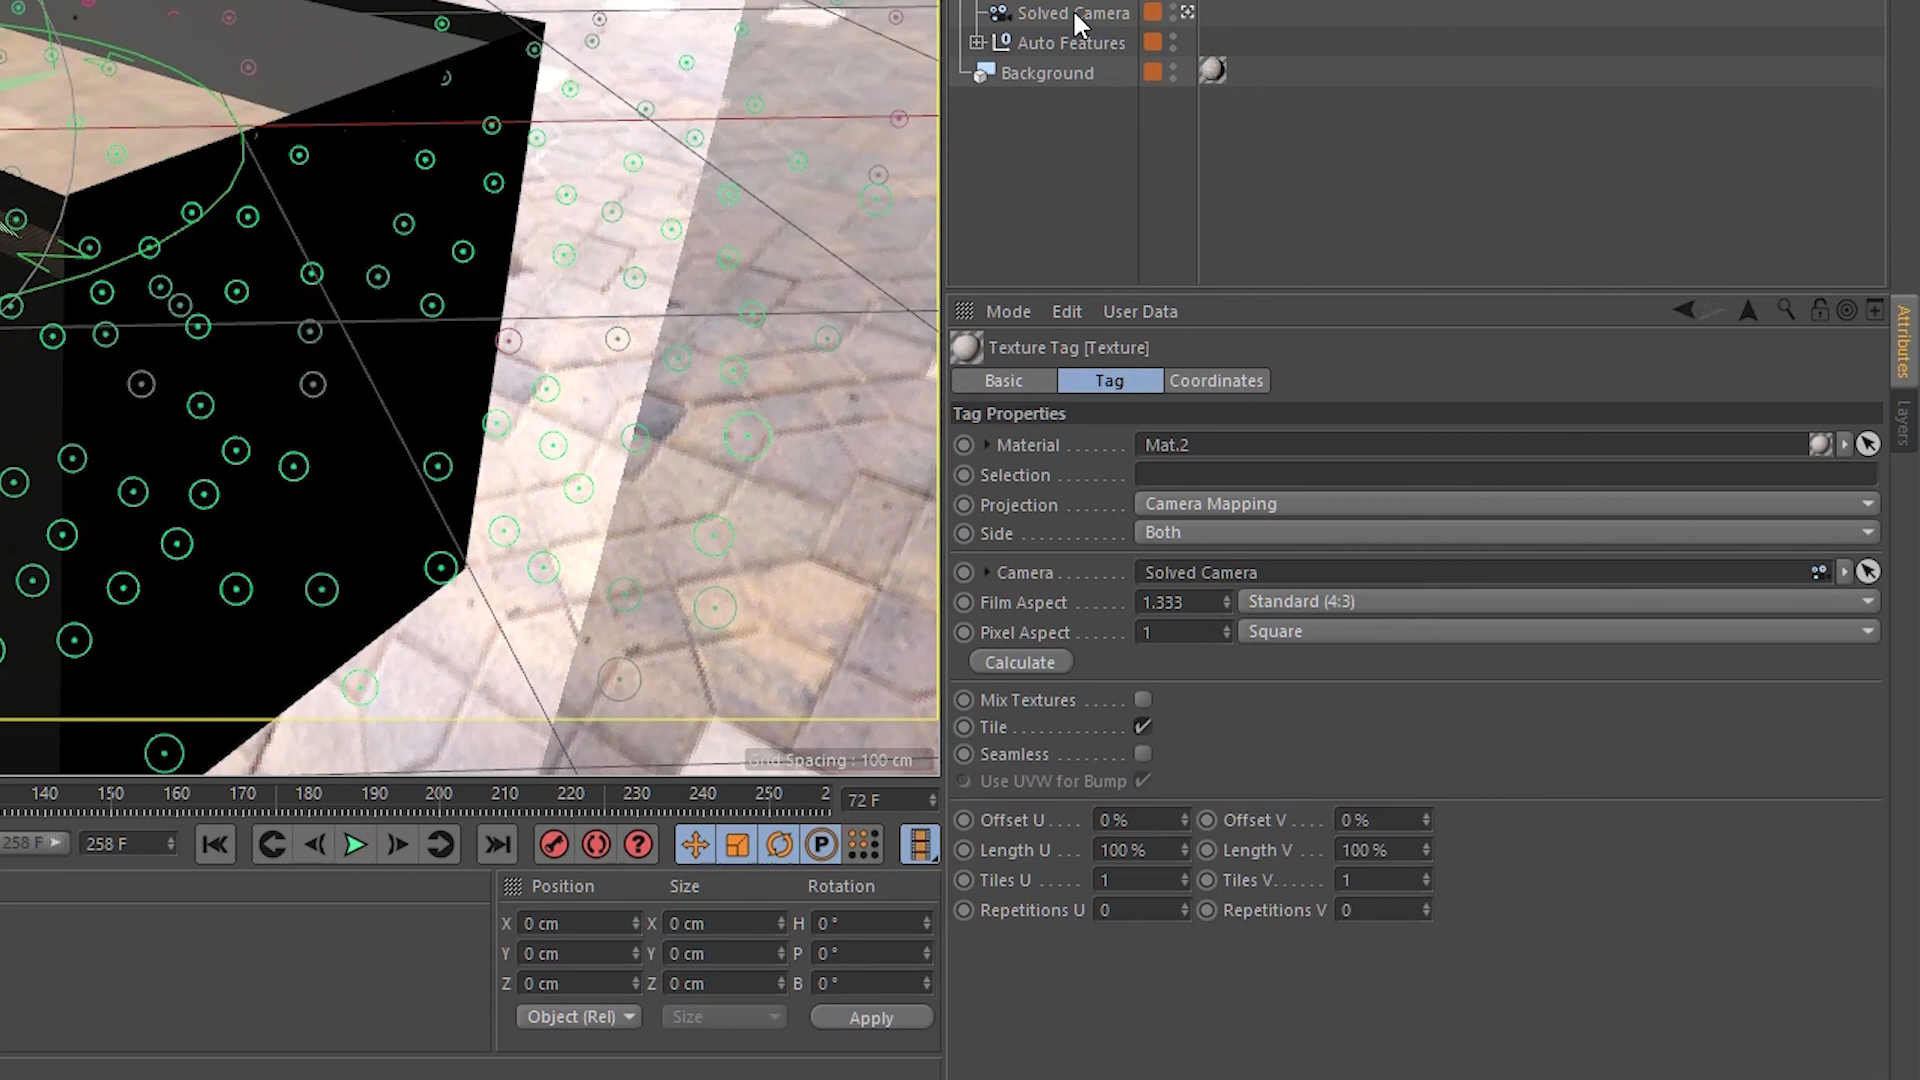 Solved Camera
Auto Features
Background
Mode Edit User Data
Texture Tag [Texture]
Basic Tag Coordinates
Tag Properties
Material ....... Mat.2
Selection ........
Projection ....... Camera Mapping
Side ............ Both
Camera ........ Solved Camera
Film Aspect ..... 1.333 Standard (4:3)
Pixel Aspect ...... 1 Square
Calculate
Mix Textures .....
Tile ............
Seamless .......
Use UVW for Bump
Offset U .... 0 % Offset V .... 0 %
Length U ... 100 % Length V ... 100 %
Tiles U ..... 1 Tiles V...... 1
Repetitions U 0 Repetitions V 0
Attributes
Layers
Grid Spacing : 100 cm
140 150 160 170 180 190 200 210 220 230 240 250 2 72 F
258 F 258 F
P
Position Size Rotation
X 0 cm X 0 cm H 0 °
Y 0 cm Y 0 cm P 0 °
Z 0 cm Z 0 cm B 0 °
Object (Rel) Size Apply